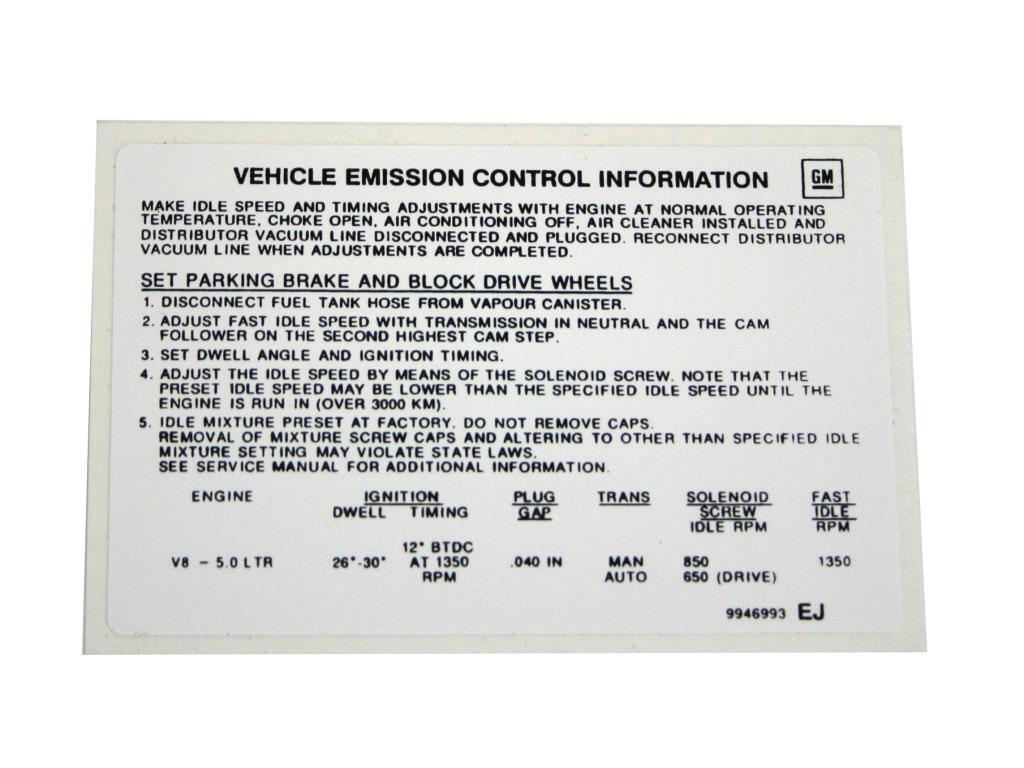 VEHICLE EMISSION CONTROL INFORMATION
GM
MAKE IDLE SPEED AND TIMING ADJUSTMENTS WITH ENGINE AT NORMAL OPERATING
TEMPERATURE, CHOKE OPEN, AIR CONDITIONING OFF, AIR CLEANER INSTALLED AND
DISTRIBUTOR VACUUM LINE DISCONNECTED AND PLUGGED. RECONNECT DISTRIBUTOR
VACUUM LINE WHEN ADJUSTMENTS ARE COMPLETED.
SET PARKING BRAKE AND BLOCK DRIVE WHEELS
1. DISCONNECT FUEL TANK HOSE FROM VAPOUR CANISTER.
2. ADJUST FAST IDLE SPEED WITH TRANSMISSION IN NEUTRAL AND THE CAM
FOLLOWER ON THE SECOND HIGHEST CAM STEP.
3. SET DWELL ANGLE AND IGNITION TIMING.
4. ADJUST THE IDLE SPEED BY MEANS OF THE SOLENOID SCREW. NOTE THAT THE
PRESET IDLE SPEED MAY BE LOWER THAN THE SPECIFIED IDLE SPEED UNTIL THE
ENGINE IS RUN IN (OVER 3000 KM).
5. IDLE MIXTURE PRESET AT FACTORY. DO NOT REMOVE CAPS.
REMOVAL OF MIXTURE SCREW CAPS AND ALTERING TO OTHER THAN SPECIFIED IDLE
MIXTURE SETTING MAY VIOLATE STATE LAWS.
SEE SERVICE MANUAL FOR ADDITIONAL INFORMATION.
ENGINE IGNITION PLUG TRANS SOLENOID FAST
DWELL TIMING GAP SCREW IDLE
IDLE RPM RPM
12° BTDC
V8 - 5.0 LTR 26°-30° AT 1350 .040 IN MAN 850 1350
RPM AUTO 650 (DRIVE)
9946993 EJ